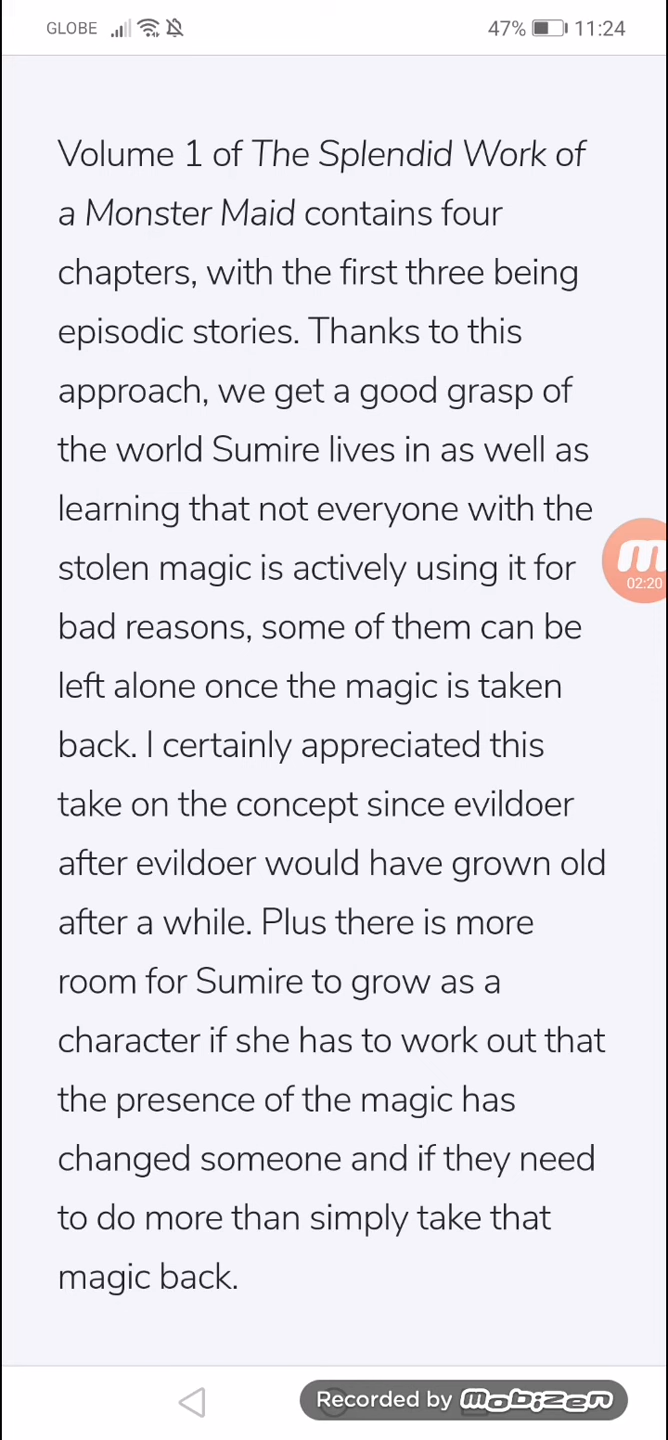 GLOBE 47% 11:24
Volume 1 of The Splendid Work of
a Monster Maid contains four
chapters, with the first three being
episodic stories. Thanks to this
approach, we get a good grasp of
the world Sumire lives in as well as
learning that not everyone with the
stolen magic is actively using it for
bad reasons, some of them can be
left alone once the magic is taken
back. I certainly appreciated this
take on the concept since evildoer
after evildoer would have grown old
after a while. Plus there is more
room for Sumire to grow as a
character if she has to work out that
the presence of the magic has
changed someone and if they need
to do more than simply take that
magic back.
m
02:20
Recorded by mobizen